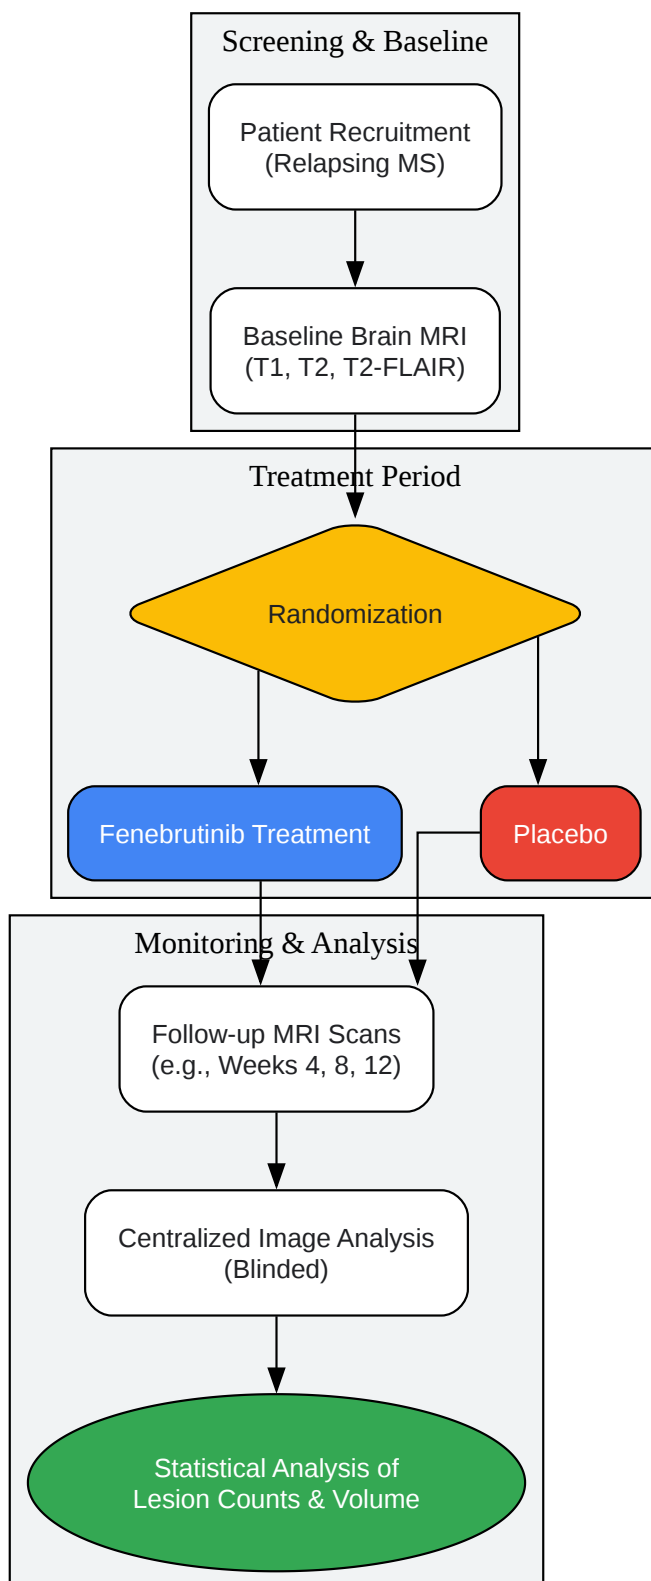 Screening & Baseline
Patient Recruitment
(Relapsing MS)
Baseline Brain MRI
(T1, T2, T2-FLAIR)
Treatment Period
Randomization
Fenebrutinib Treatment
Placebo
Monitoring & Analysis
Follow-up MRI Scans
(e.g., Weeks 4, 8, 12)
Centralized Image Analysis
(Blinded)
Statistical Analysis of
Lesion Counts & Volume